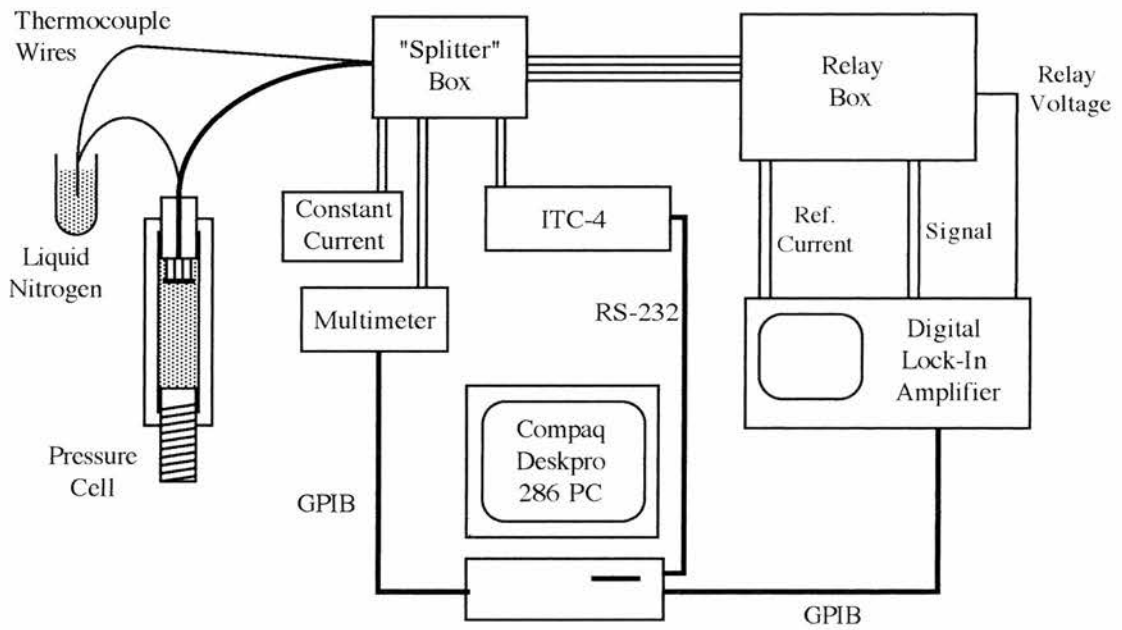 Thermocouple
Wires
"Splitter"
Box
Relay
Box
Relay
Voltage
Constant
Current
ITC-4
Ref.
Current
Signal
Liquid
Nitrogen
Multimeter
RS-232
Digital
Lock-In
Amplifier
Compaq
Deskpro
286 PC
Pressure
Cell
GPIB
GPIB